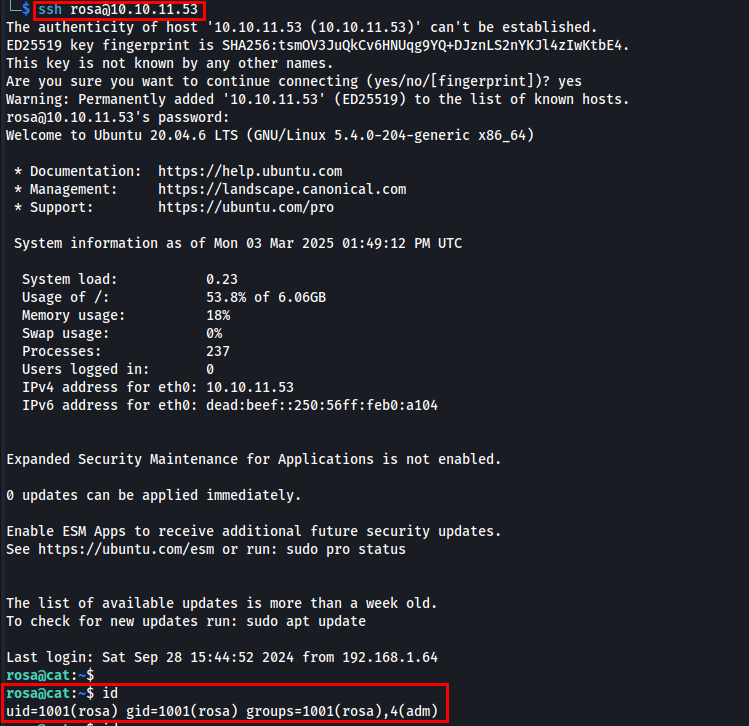 └─$ ssh rosa@10.10.11.53
The authenticity of host '10.10.11.53 (10.10.11.53)' can't be established.
ED25519 key fingerprint is SHA256:tsmOV3JuQkCv6HNUqg9YQ+DJznLS2nYKJl4zIwKtbE4.
This key is not known by any other names.
Are you sure you want to continue connecting (yes/no/[fingerprint])? yes
Warning: Permanently added '10.10.11.53' (ED25519) to the list of known hosts.
rosa@10.10.11.53's password:
Welcome to Ubuntu 20.04.6 LTS (GNU/Linux 5.4.0-204-generic x86_64)
* Documentation:  https://help.ubuntu.com
* Management:     https://landscape.canonical.com
* Support:        https://ubuntu.com/pro
System information as of Mon 03 Mar 2025 01:49:12 PM UTC
System load:           0.23
Usage of /:            53.8% of 6.06GB
Memory usage:          18%
Swap usage:            0%
Processes:             237
Users logged in:       0
IPv4 address for eth0: 10.10.11.53
IPv6 address for eth0: dead:beef::250:56ff:feb0:a104
Expanded Security Maintenance for Applications is not enabled.
0 updates can be applied immediately.
Enable ESM Apps to receive additional future security updates.
See https://ubuntu.com/esm or run: sudo pro status
The list of available updates is more than a week old.
To check for new updates run: sudo apt update
Last login: Sat Sep 28 15:44:52 2024 from 192.168.1.64
rosa@cat:~$
rosa@cat:~$ id
uid=1001(rosa) gid=1001(rosa) groups=1001(rosa),4(adm)